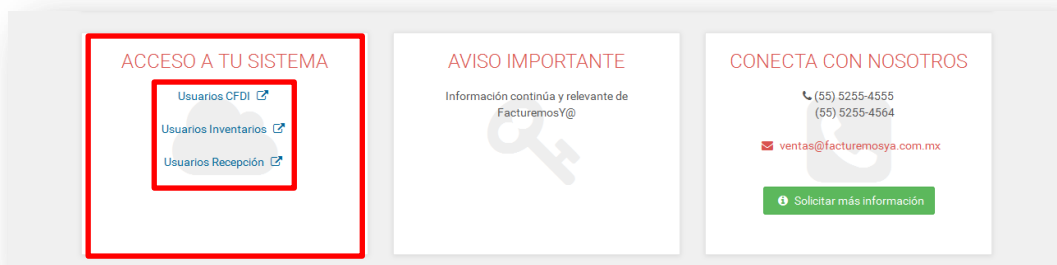 ACCESO A TU SISTEMA
Usuarios CFDI
Usuarios Inventarios
Usuarios Recepción
AVISO IMPORTANTE
Información continúa y relevante de
FacturemosY@
CONECTA CON NOSOTROS
(55) 5255-4555
(55) 5255-4564
ventas@facturemosya.com.mx
Solicitar más información